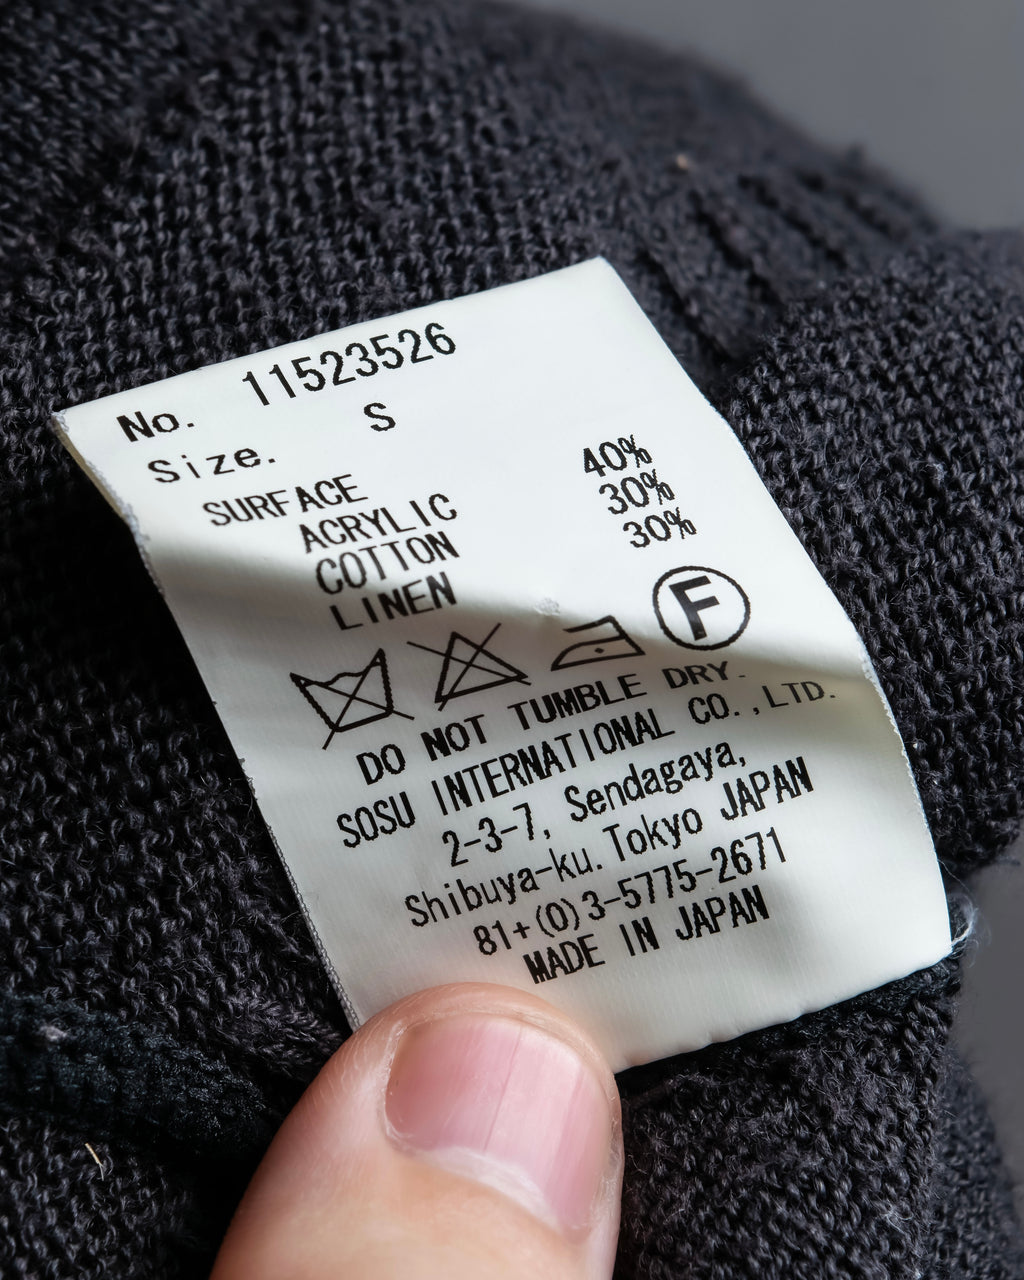 No. 11523526
Size. S
SURFACE
ACRYLIC 40%
COTTON 30%
LINEN 30%
F
DO NOT TUMBLE DRY.
SOSU INTERNATIONAL CO.,LTD.
2-3-7, Sendagaya,
Shibuya-ku. Tokyo JAPAN
81+(0)3-5775-2671
MADE IN JAPAN